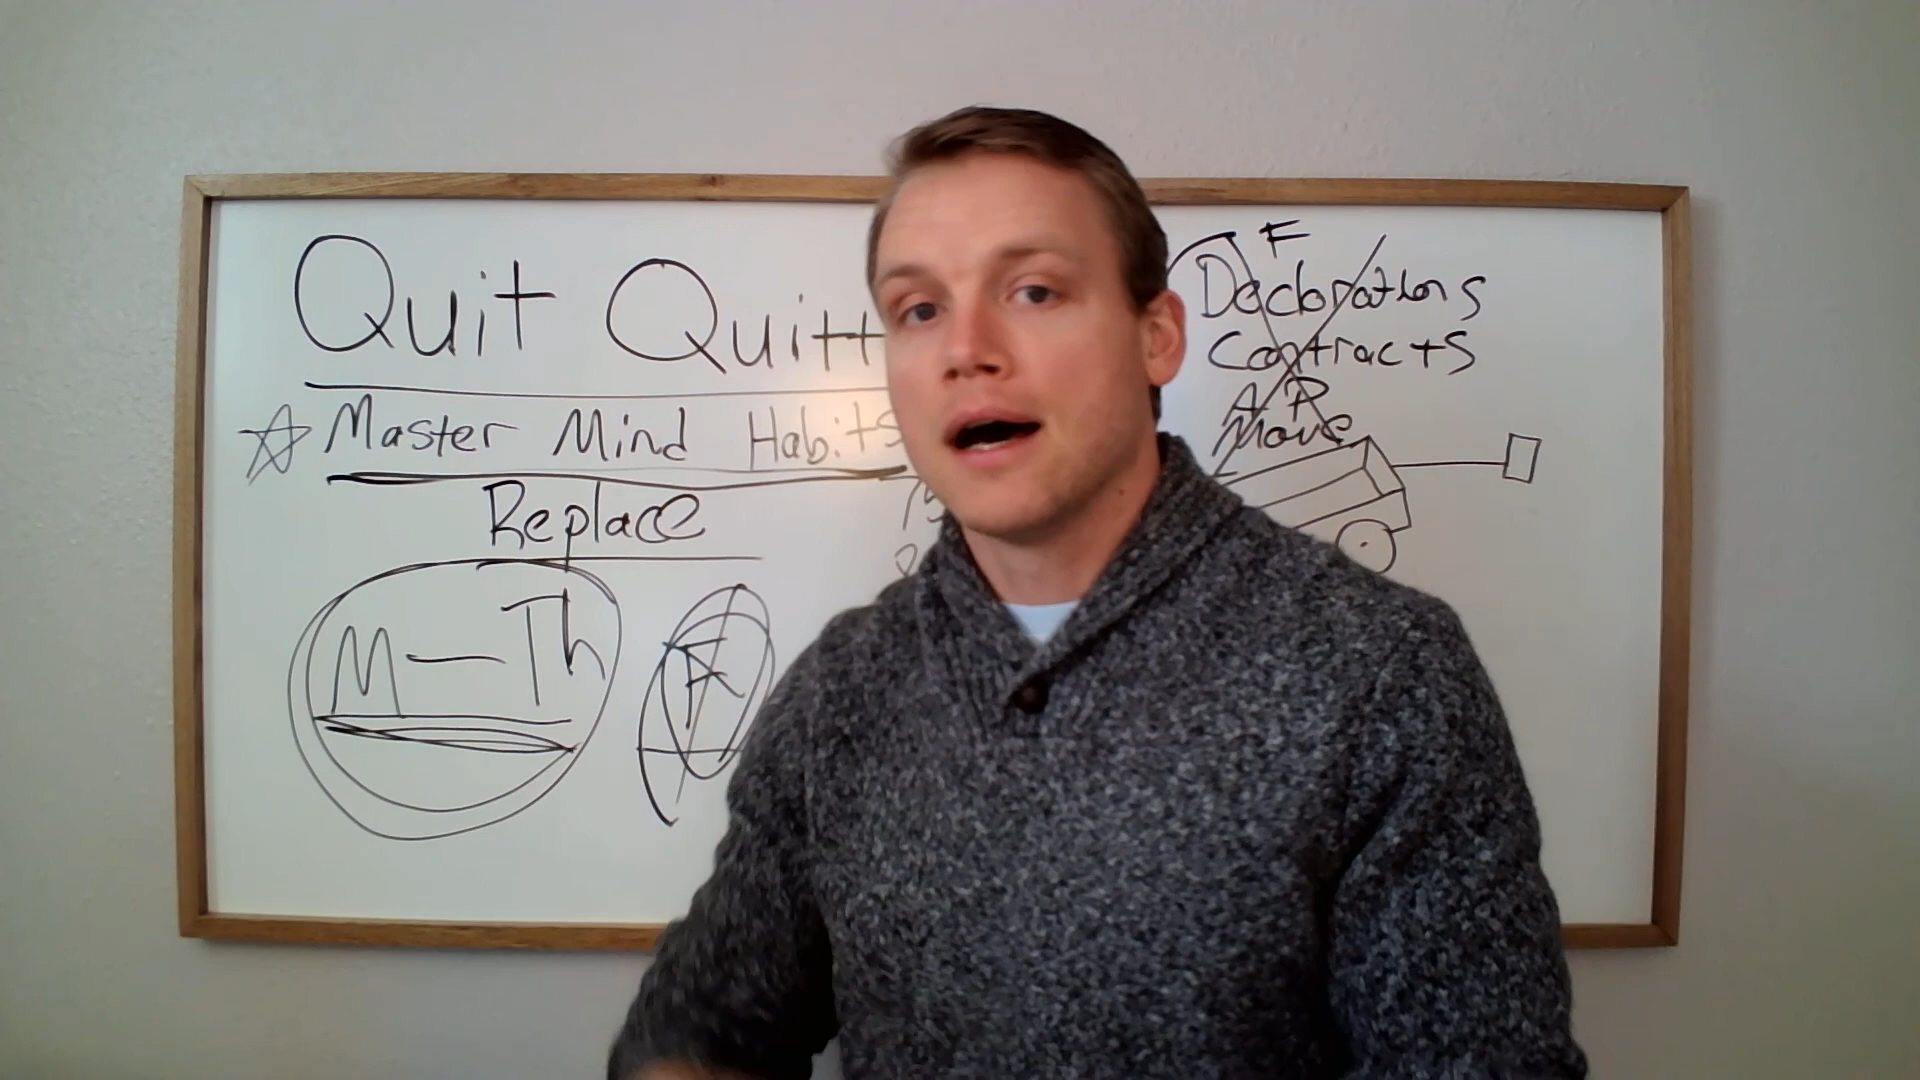 Quit Quitt
Master Mind Habits
Replace
M-Th
F
F
Declarations
Contracts
A P
Move